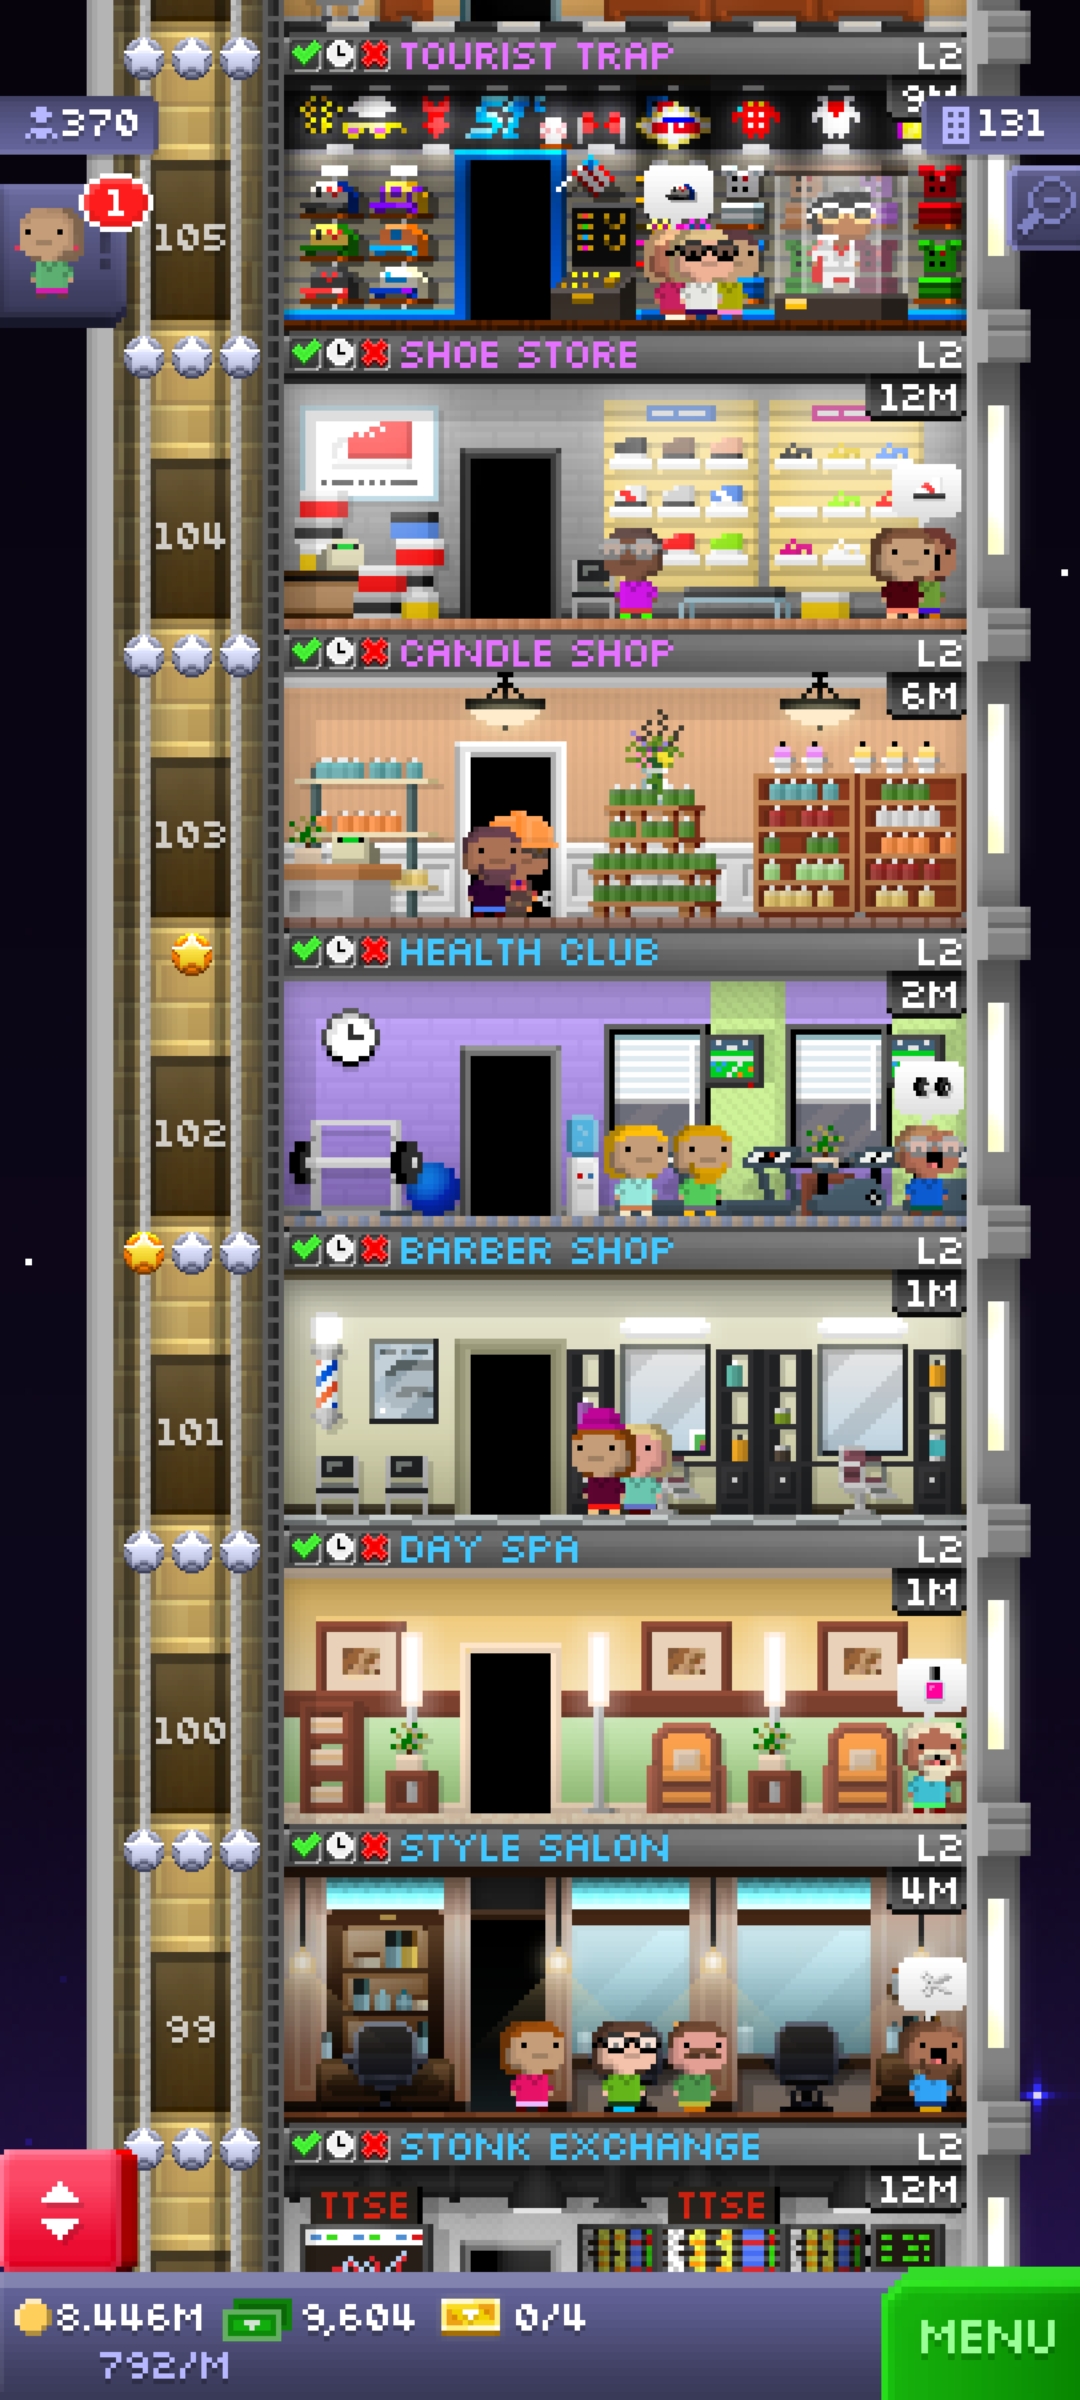 TOURIST TRAP L2
9M
370
131
1
105
SHOE STORE L2
12M
104
CANDLE SHOP L2
6M
103
HEALTH CLUB L2
2M
102
BARBER SHOP L2
1M
101
DAY SPA L2
1M
100
STYLE SALON L2
4M
99
STONK EXCHANGE L2
12M
TTSE TTSE
8.446M 9,604 0/4
792/M
MENU